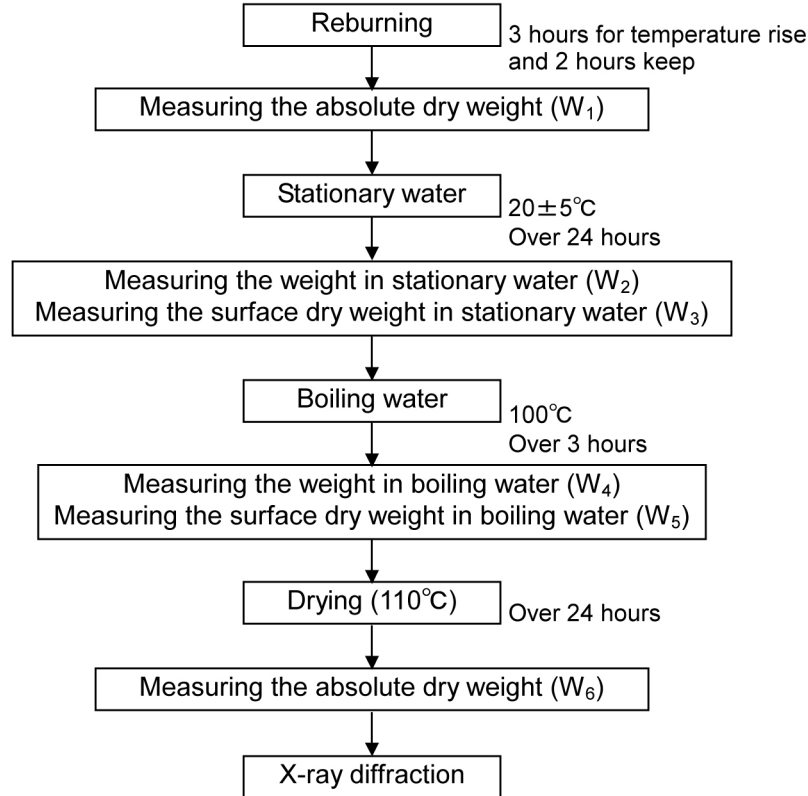 Reburning
3 hours for temperature rise
and 2 hours keep
Measuring the absolute dry weight (W₁)
Stationary water
20±5℃
Over 24 hours
Measuring the weight in stationary water (W₂)
Measuring the surface dry weight in stationary water (W₃)
Boiling water
100℃
Over 3 hours
Measuring the weight in boiling water (W₄)
Measuring the surface dry weight in boiling water (W₅)
Drying (110℃)
Over 24 hours
Measuring the absolute dry weight (W₆)
X-ray diffraction